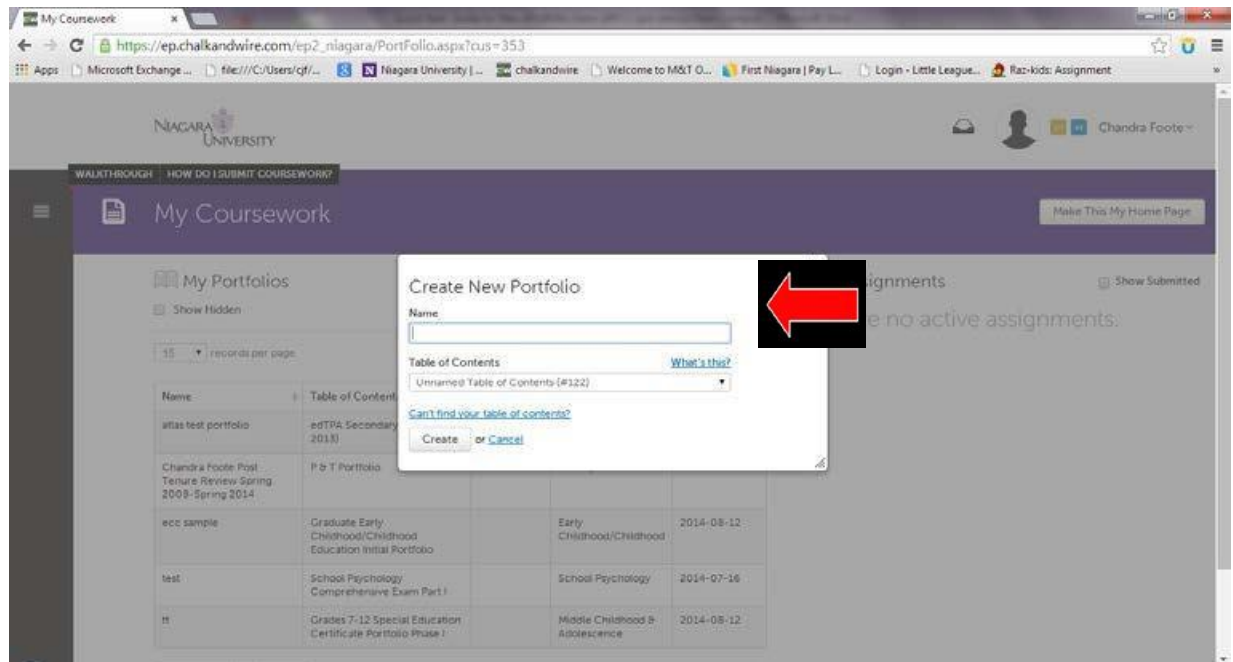 My Coursework
https://ep.chalkandwire.com/ep2_niagara/PortFolio.aspx?cus=353
Apps Microsoft Exchange ... file:///C:/Users/cjf/... Niagara University | ... chalkandwire Welcome to M&T O... First Niagara | Pay L... Login - Little League... Raz-kids: Assignment
NIAGARA
UNIVERSITY
Chandra Foote
WALKTHROUGH HOW DO I SUBMIT COURSEWORK?
My Coursework
Make This My Home Page
My Portfolios
Show Hidden
15 records per page
Name Table of Content
atlas test portfolio edTPA Secondary
2013)
Chandra Foote Post P & T Portfolio
Tenure Review Spring
2009-Spring 2014
ecc sample Graduate Early Early 2014-08-12
Childhood/Childhood Childhood/Childhood
Education Initial Portfolio
test School Psychology School Psychology 2014-07-16
Comprehensive Exam Part I
tt Grades 7-12 Special Education Middle Childhood & 2014-08-12
Certificate Portfolio Phase I Adolescence
Create New Portfolio
Name
Table of Contents What's this?
Unnamed Table of Contents (#122)
Can't find your table of contents?
Create or Cancel
ignments
Show Submitted
e no active assignments.